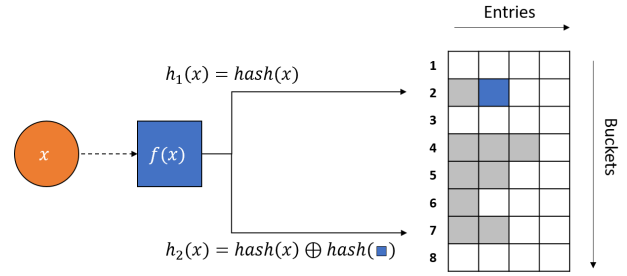 Entries
h₁(x) = hash(x)
x
f(x)
h₂(x) = hash(x) ⊕ hash(■)
1
2
3
4
5
6
7
8
Buckets